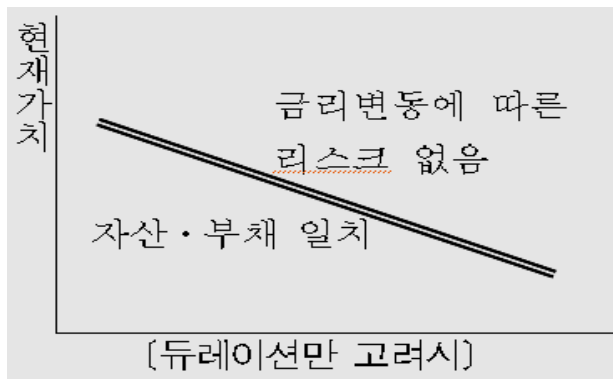 현재가치
금리변동에 따른
리스크 없음
자산·부채 일치
〔듀레이션만 고려시〕